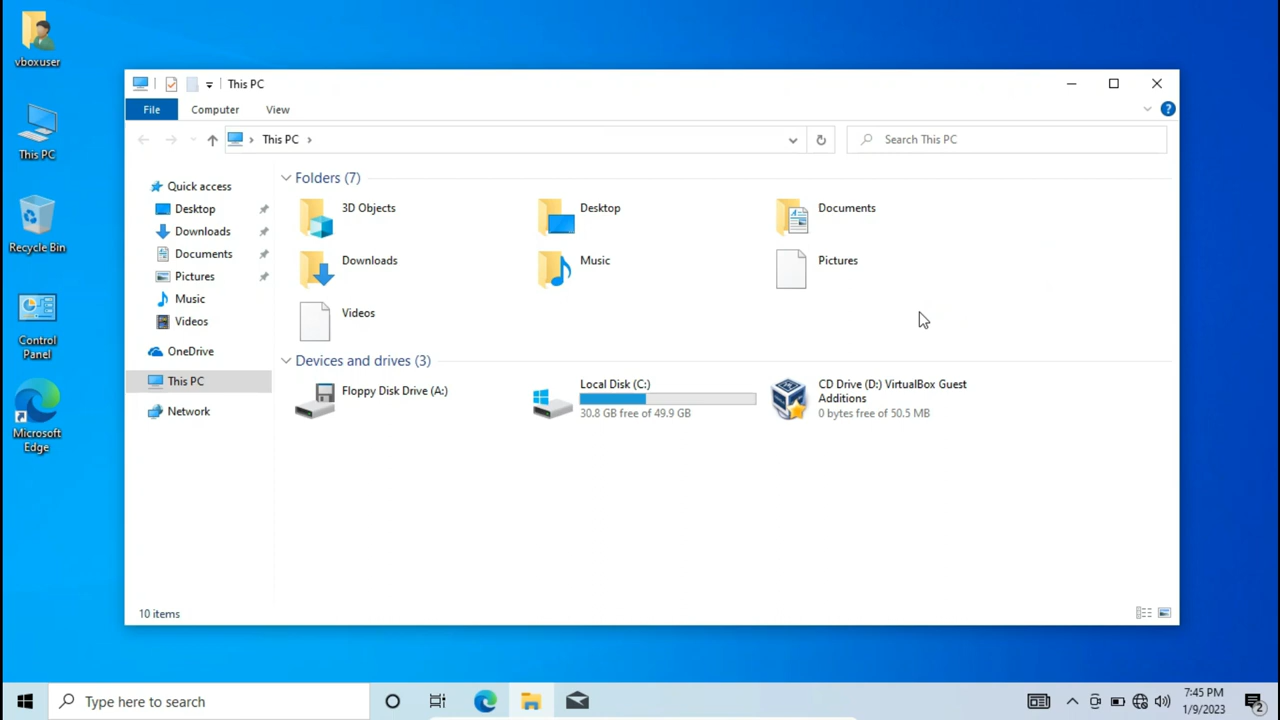 vboxuser
This PC
Recycle Bin
Control
Panel
Microsoft
Edge
This PC
File
Computer
View
This PC
Search This PC
Quick access
Desktop
Downloads
Documents
Pictures
Music
Videos
OneDrive
This PC
Network
Folders (7)
3D Objects
Desktop
Documents
Downloads
Music
Pictures
Videos
Devices and drives (3)
Floppy Disk Drive (A:)
Local Disk (C:)
30.8 GB free of 49.9 GB
CD Drive (D:) VirtualBox Guest
Additions
0 bytes free of 50.5 MB
10 items
Type here to search
7:45 PM
1/9/2023
2